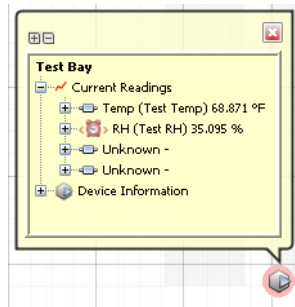 Test Bay
Current Readings
Temp (Test Temp) 68.871 °F
RH (Test RH) 35.095 %
Unknown -
Unknown -
Device Information